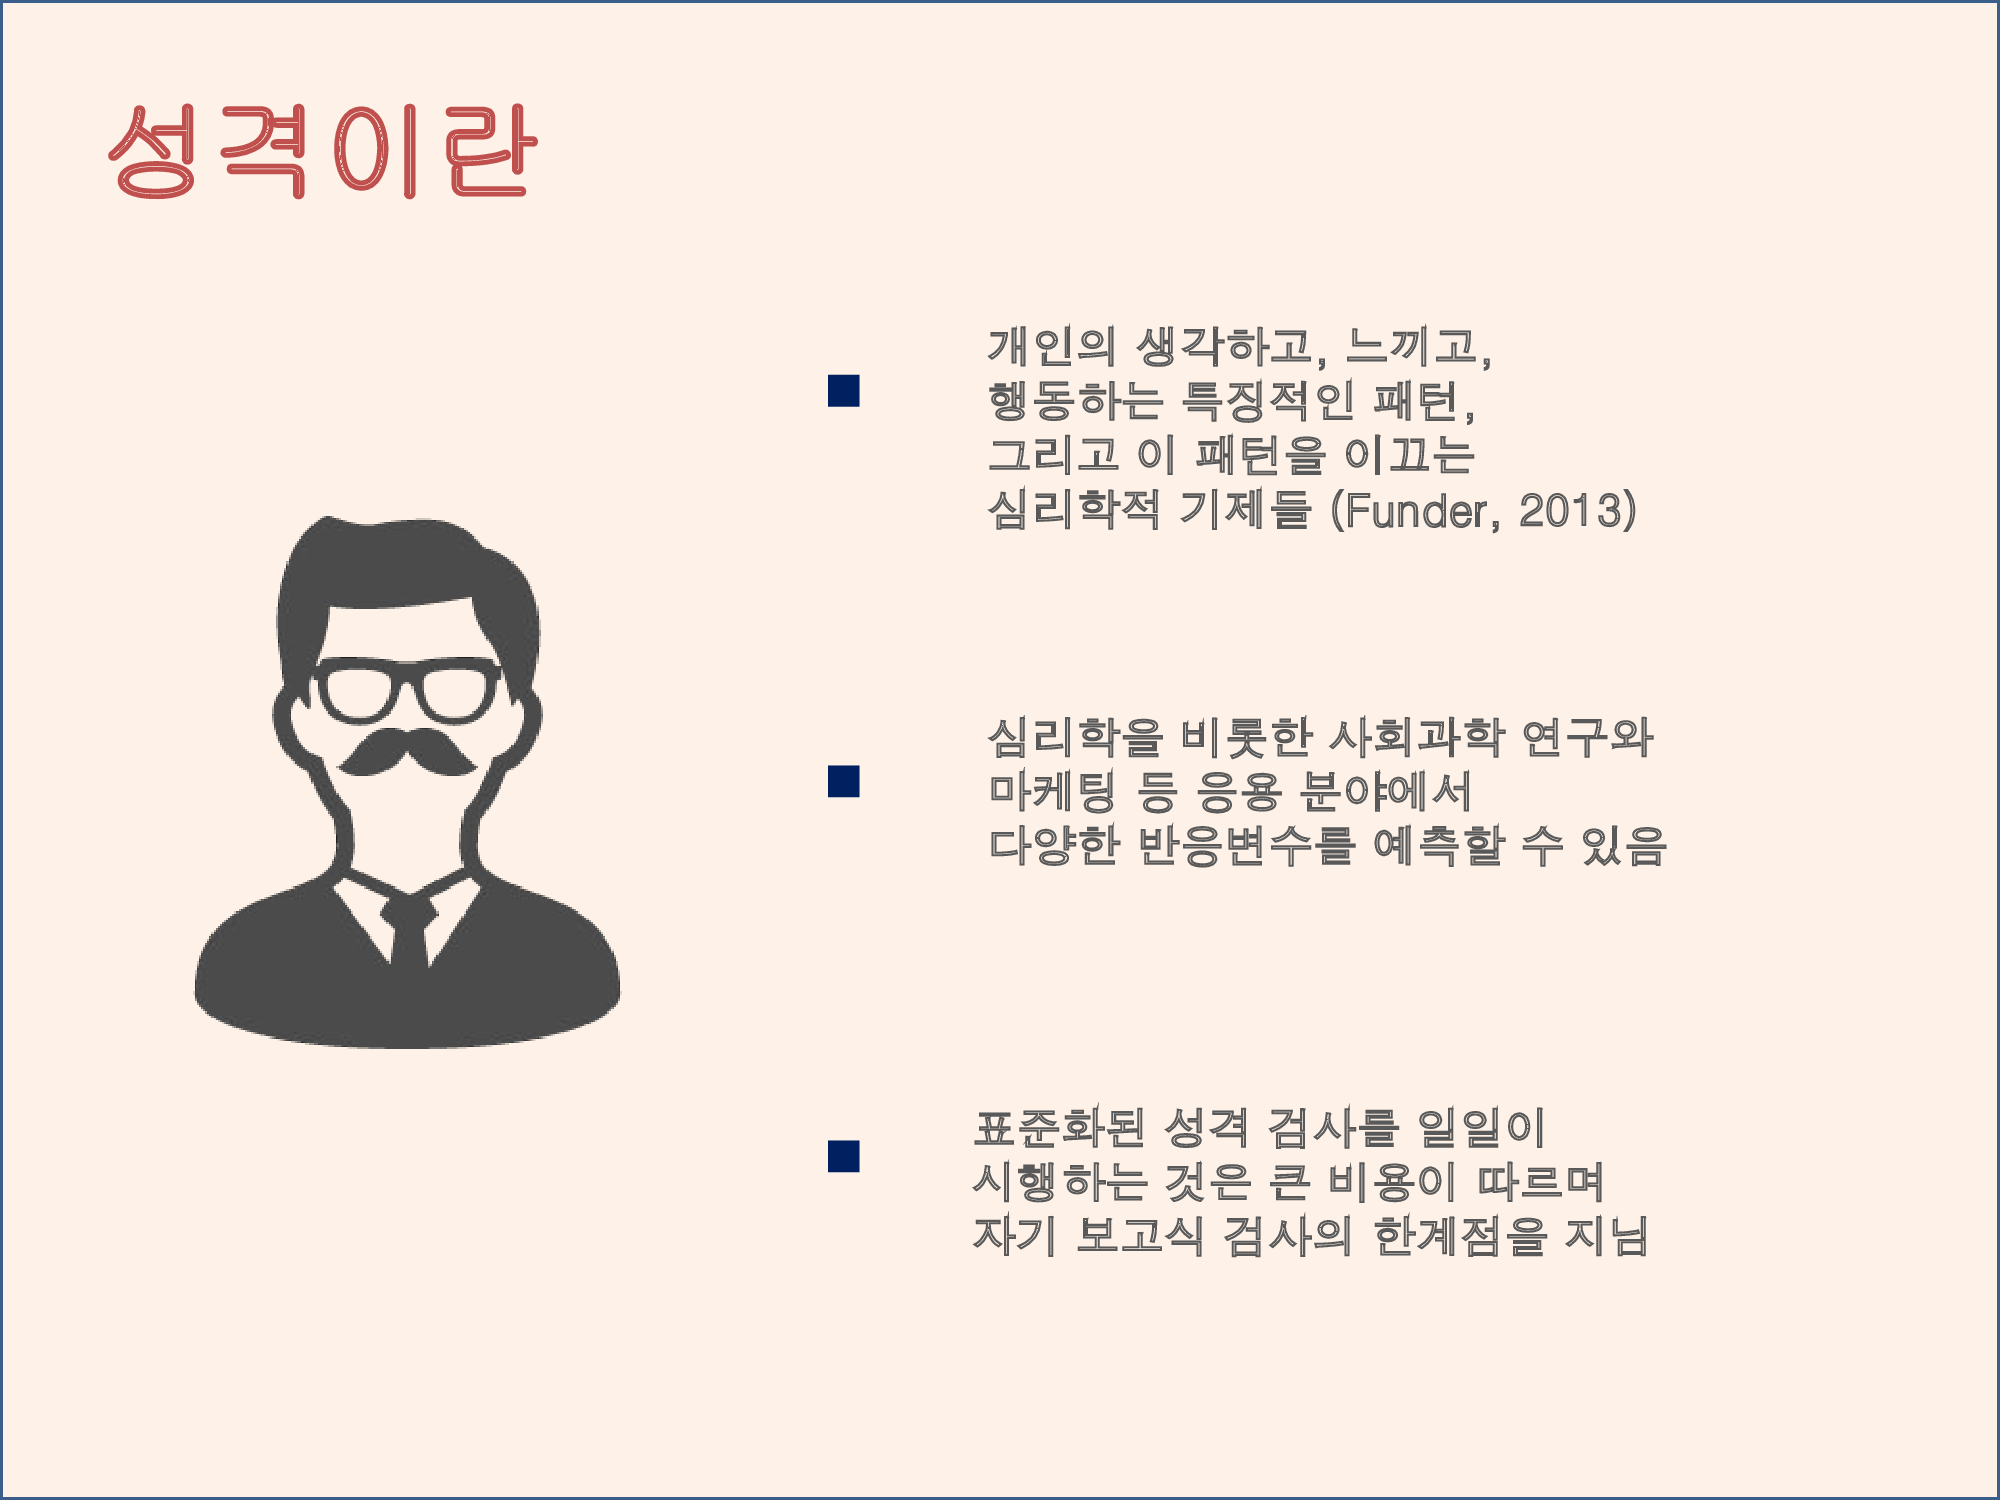 성격이란
개인의 생각하고, 느끼고,
행동하는 특징적인 패턴,
그리고 이 패턴을 이끄는
심리학적 기제들 (Funder, 2013)
심리학을 비롯한 사회과학 연구와
마케팅 등 응용 분야에서
다양한 반응변수를 예측할 수 있음
표준화된 성격 검사를 일일이
시행하는 것은 큰 비용이 따르며
자기 보고식 검사의 한계점을 지님